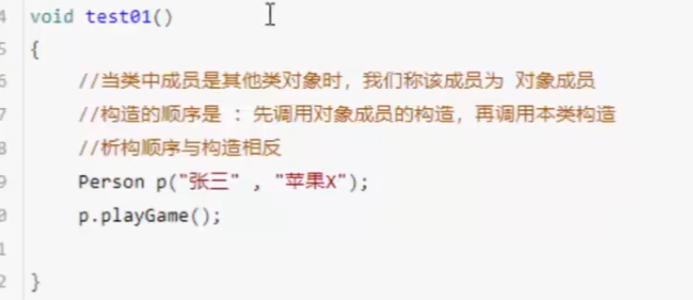 4 void test01()
5 {
6 //当类中成员是其他类对象时，我们称该成员为 对象成员
7 //构造的顺序是 ：先调用对象成员的构造，再调用本类构造
8 //析构顺序与构造相反
9 Person p("张三" , "苹果X");
0 p.playGame();
1
2 }